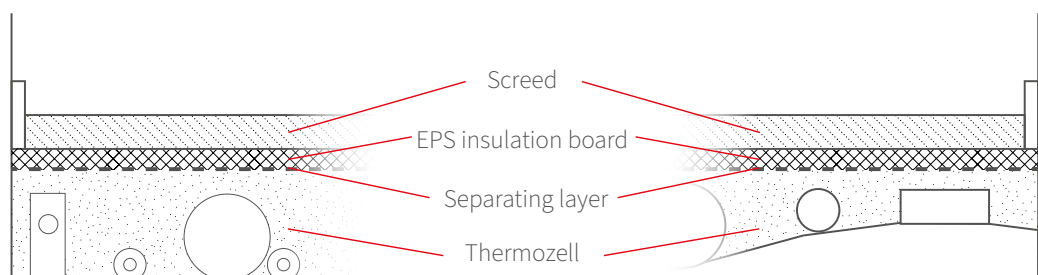 Screed
EPS insulation board
Separating layer
Thermozell